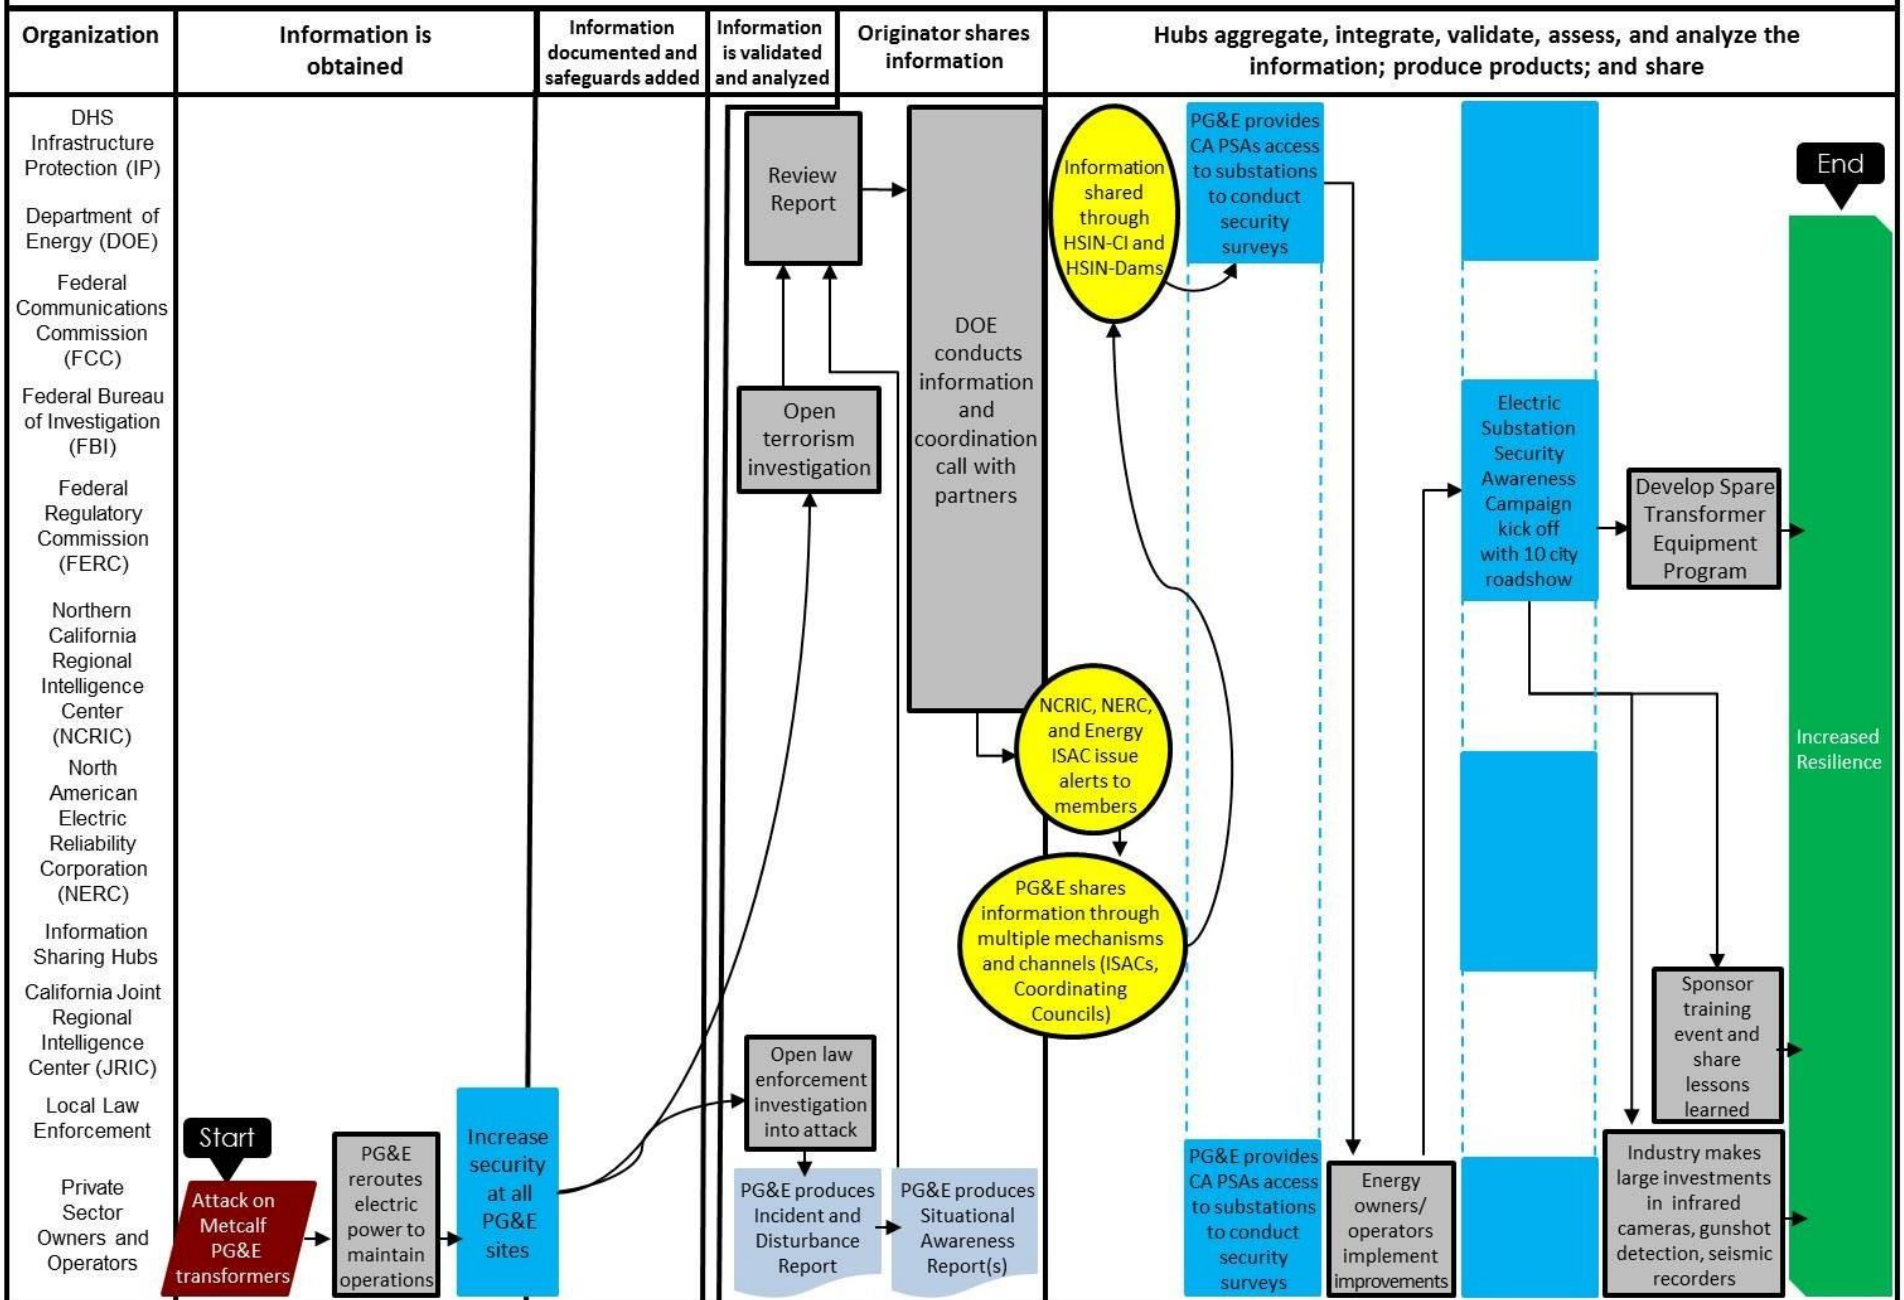 Organization
Information is
obtained
Information
documented and
safeguards added
Information
is validated
and analyzed
Originator shares
information
Hubs aggregate, integrate, validate, assess, and analyze the
information; produce products; and share
DHS
Infrastructure
Protection (IP)
Department of
Energy (DOE)
Federal
Communications
Commission
(FCC)
Federal Bureau
of Investigation
(FBI)
Federal
Regulatory
Commission
(FERC)
Northern
California
Regional
Intelligence
Center
(NCRIC)
North
American
Electric
Reliability
Corporation
(NERC)
Information
Sharing Hubs
California Joint
Regional
Intelligence
Center (JRIC)
Local Law
Enforcement
Private
Sector
Owners and
Operators
Start
Attack on
Metcalf
PG&E
transformers
PG&E
reroutes
electric
power to
maintain
operations
Increase
security
at all
PG&E
sites
Review
Report
Open
terrorism
investigation
Open law
enforcement
investigation
into attack
PG&E produces
Incident and
Disturbance
Report
PG&E produces
Situational
Awareness
Report(s)
DOE
conducts
information
and
coordination
call with
partners
NCRIC, NERC,
and Energy
ISAC issue
alerts to
members
PG&E shares
information through
multiple mechanisms
and channels (ISACs,
Coordinating
Councils)
Information
shared
through
HSIN-CI and
HSIN-Dams
PG&E provides
CA PSAs access
to substations
to conduct
security
surveys
PG&E provides
CA PSAs access
to substations
to conduct
security
surveys
Energy
owners/
operators
implement
improvements
Electric
Substation
Security
Awareness
Campaign
kick off
with 10 city
roadshow
Develop Spare
Transformer
Equipment
Program
Sponsor
training
event and
share
lessons
learned
Industry makes
large investments
in infrared
cameras, gunshot
detection, seismic
recorders
End
Increased
Resilience